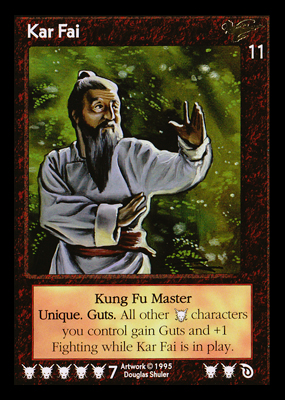 Kar Fai
11
Kung Fu Master
Unique. Guts. All other characters
you control gain Guts and +1
Fighting while Kar Fai is in play.
7
Artwork © 1995
Douglas Shuler